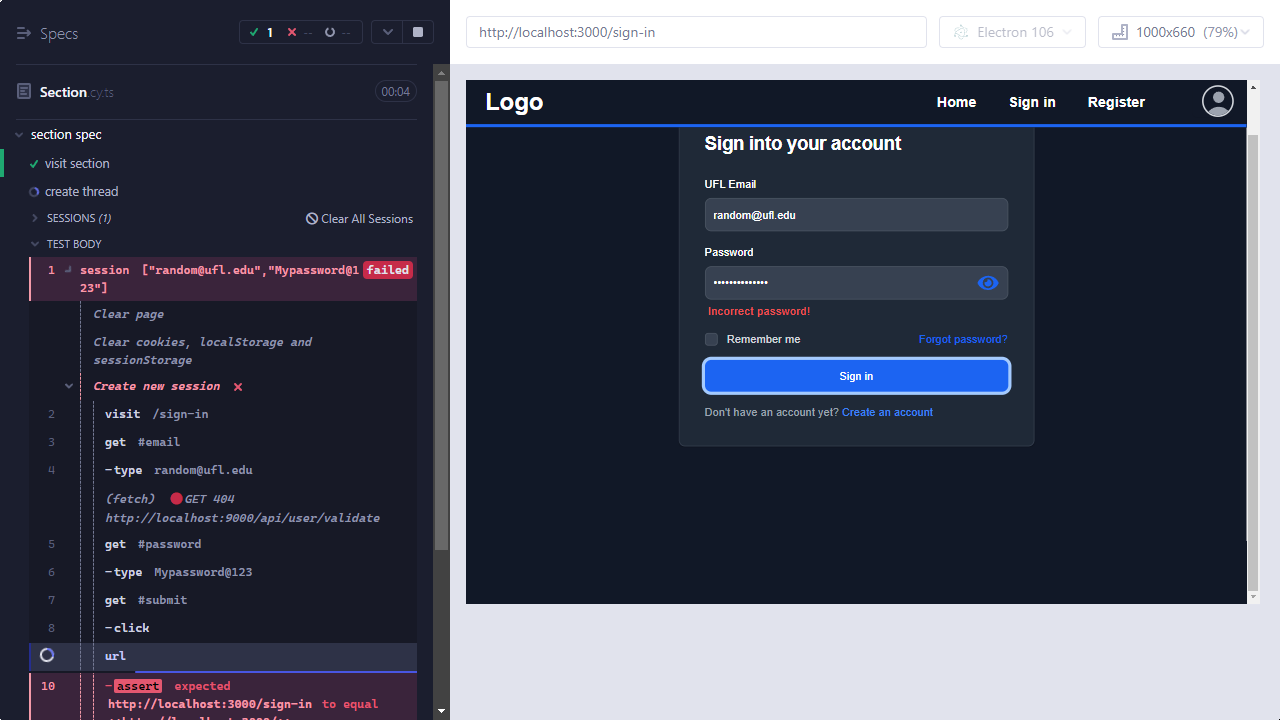 Specs
1 -- --
Section.cy.ts 00:04
section spec
visit section
create thread
SESSIONS (1) Clear All Sessions
TEST BODY
1 session ["random@ufl.edu","Mypassword@1 failed
23"]
Clear page
Clear cookies, localStorage and
sessionStorage
Create new session
2 visit /sign-in
3 get #email
4 -type random@ufl.edu
(fetch) GET 404
http://localhost:9000/api/user/validate
5 get #password
6 -type Mypassword@123
7 get #submit
8 -click
url
10 -assert expected
http://localhost:3000/sign-in to equal
http://localhost:3000/sign-in
Electron 106
1000x660 (79%)
Logo
Home Sign in Register
Sign into your account
UFL Email
random@ufl.edu
Password
••••••••••••••
Incorrect password!
Remember me Forgot password?
Sign in
Don't have an account yet? Create an account